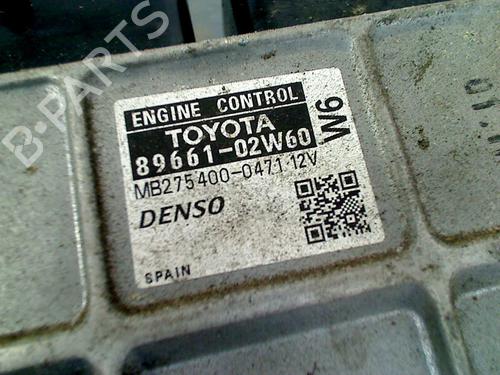 ENGINE CONTROL
TOYOTA
89661-02W60
W6
MB275400-0471 12V
DENSO
SPAIN
B-PARTS